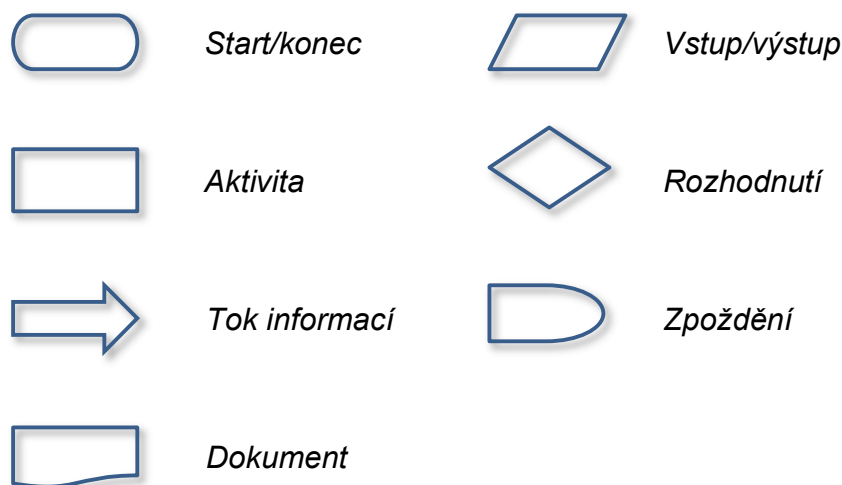 Start/konec
Vstup/výstup
Aktivita
Rozhodnutí
Tok informací
Zpoždění
Dokument